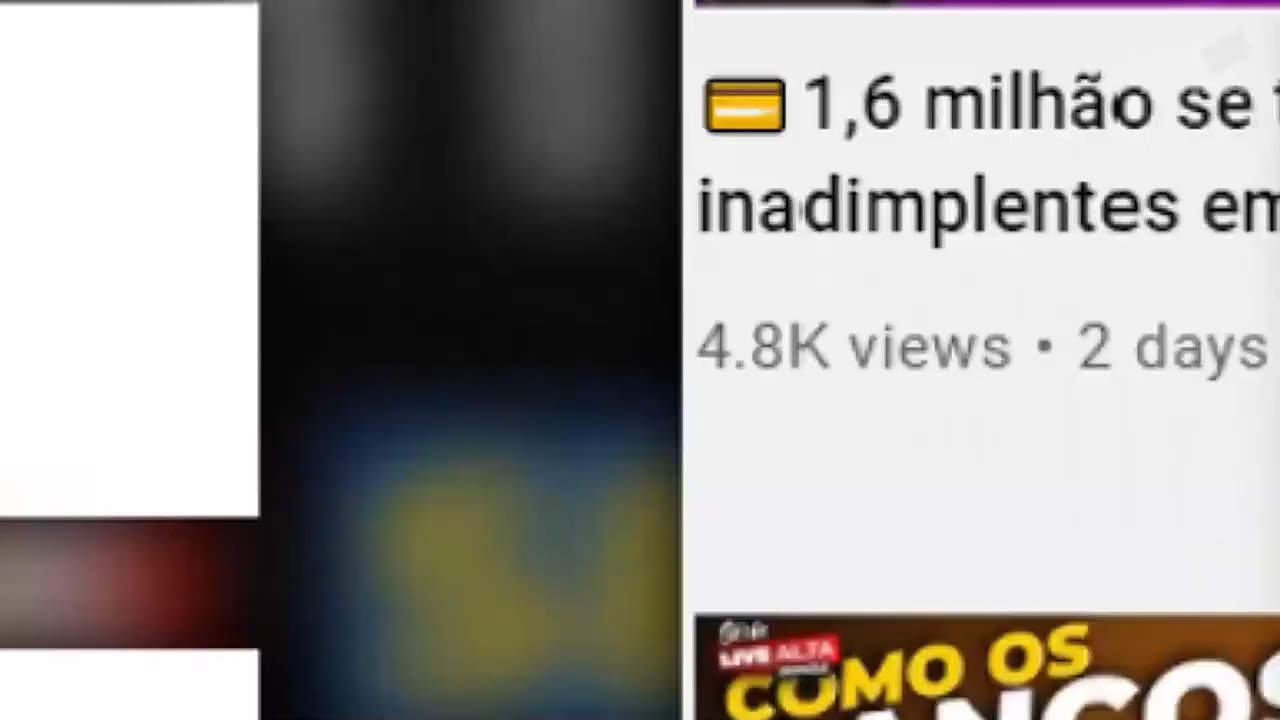 1,6 milhão se
inadimplentes em
4.8K views • 2 days
LIVE ALTA
COMO OS